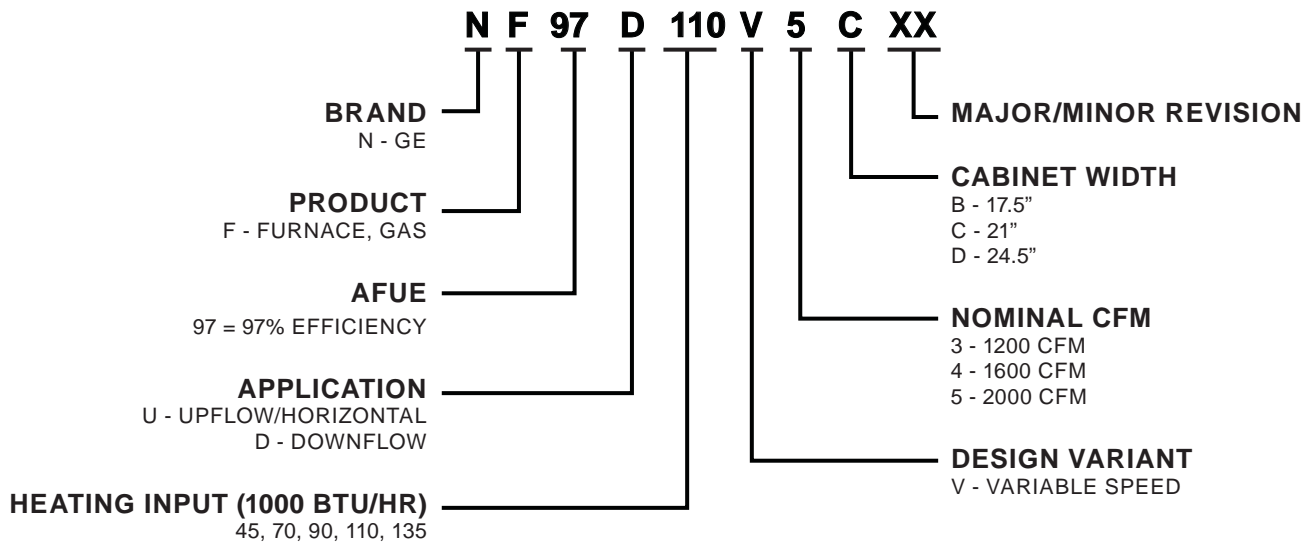 N F 97 D 110 V 5 C XX
BRAND
N - GE
PRODUCT
F - FURNACE, GAS
AFUE
97 = 97% EFFICIENCY
APPLICATION
U - UPFLOW/HORIZONTAL
D - DOWNFLOW
HEATING INPUT (1000 BTU/HR)
45, 70, 90, 110, 135
MAJOR/MINOR REVISION
CABINET WIDTH
B - 17.5”
C - 21”
D - 24.5”
NOMINAL CFM
3 - 1200 CFM
4 - 1600 CFM
5 - 2000 CFM
DESIGN VARIANT
V - VARIABLE SPEED